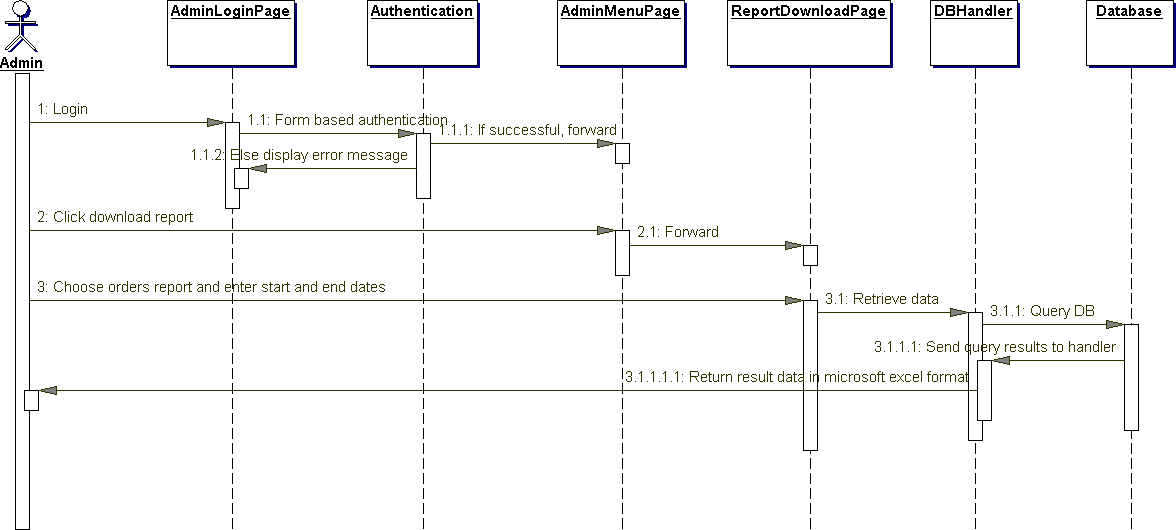 AdminLoginPage
Authentication
AdminMenuPage
ReportDownloadPage
DBHandler
Database
Admin
1: Login
1.1: Form based authentication
1.1.1: If successful, forward
1.1.2: Else display error message
2: Click download report
2.1: Forward
3: Choose orders report and enter start and end dates
3.1: Retrieve data
3.1.1: Query DB
3.1.1.1: Send query results to handler
3.1.1.1.1: Return result data in microsoft excel format